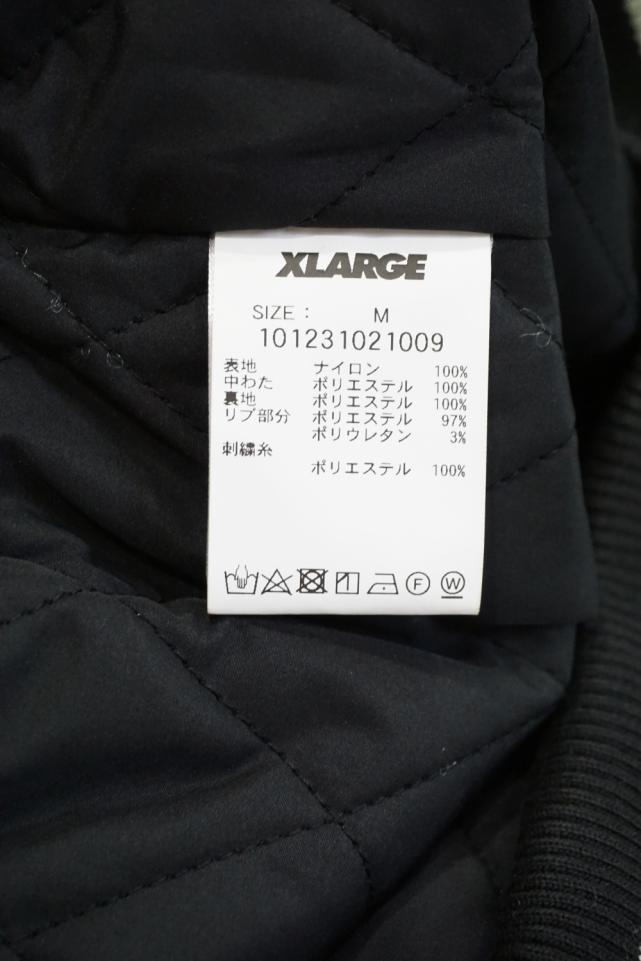 XLARGE
SIZE : M
101231021009
表地 ナイロン 100%
中わた ポリエステル 100%
裏地 ポリエステル 100%
リブ部分 ポリエステル 97%
ポリウレタン 3%
刺繍糸
ポリエステル 100%
F W